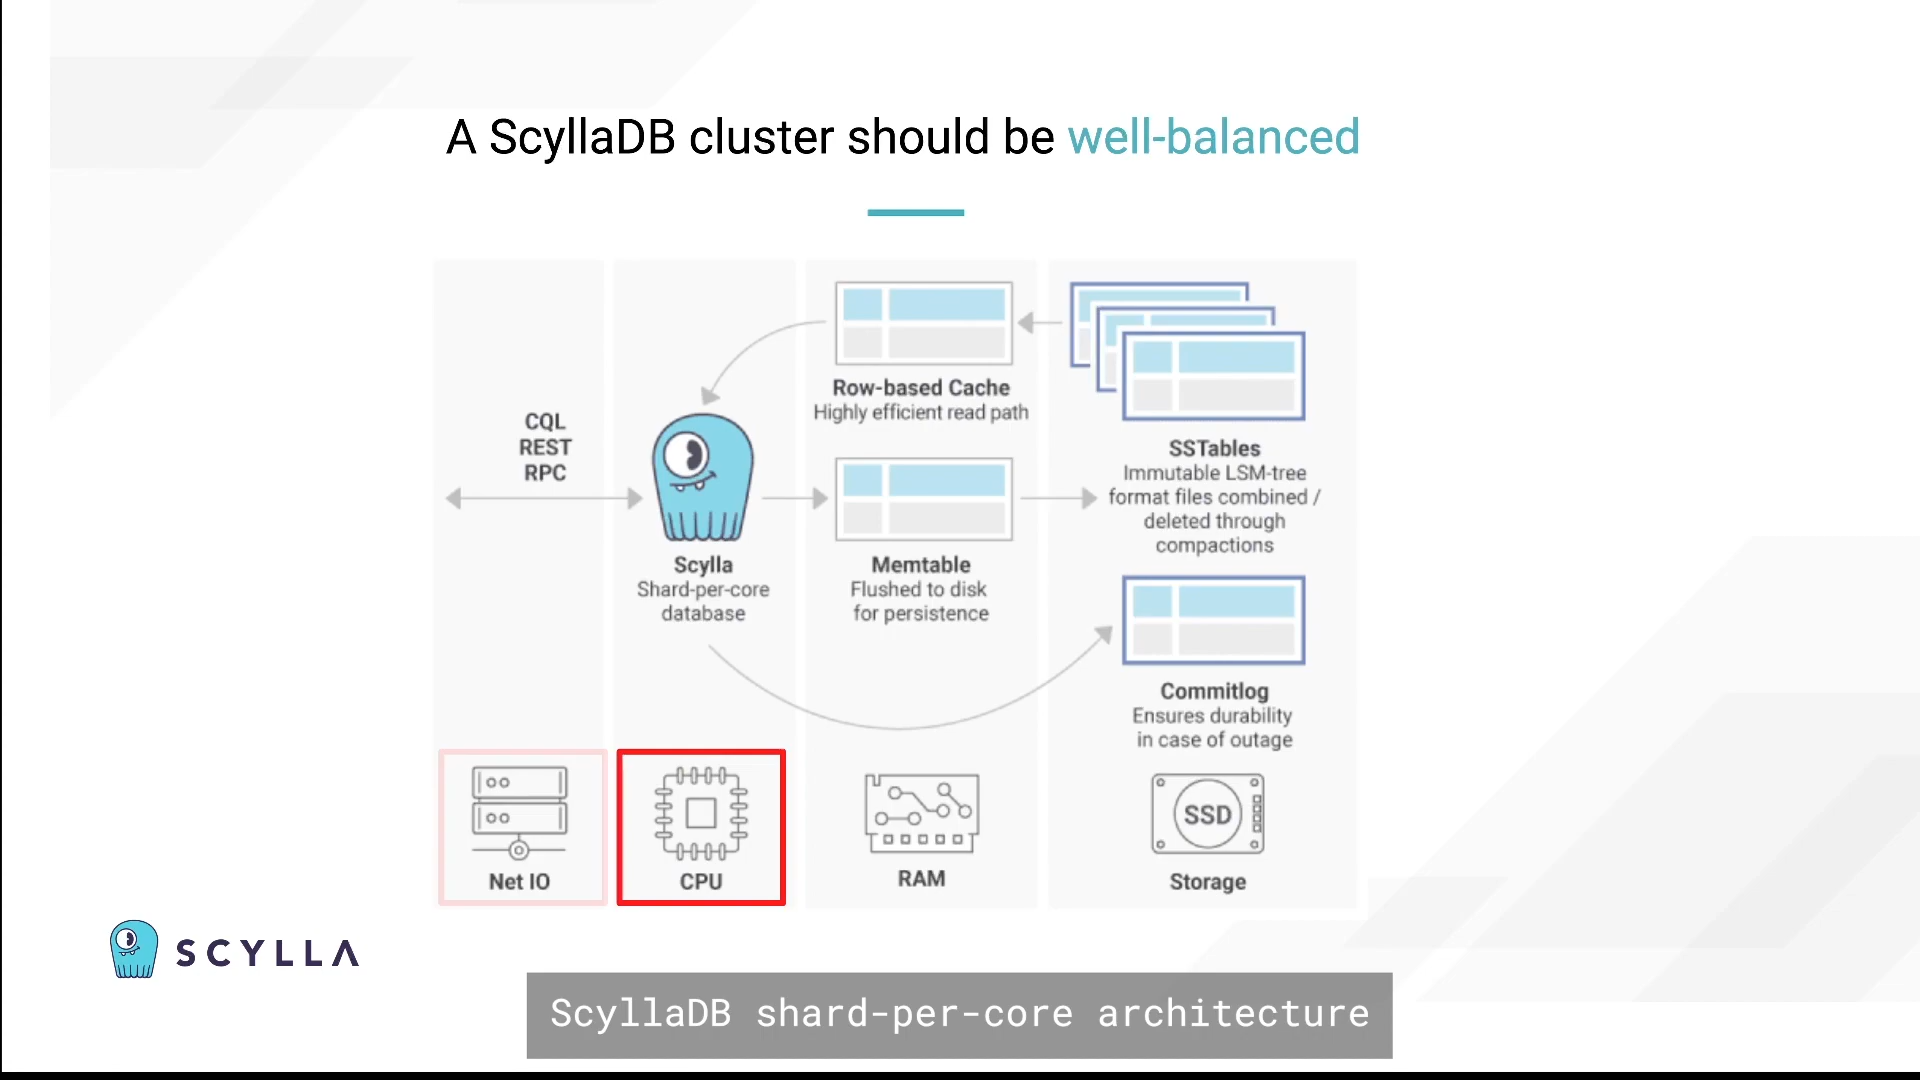 A ScyllaDB cluster should be well-balanced
CQL
REST
RPC
Scylla
Shard-per-core
database
Row-based Cache
Highly efficient read path
Memtable
Flushed to disk
for persistence
SSTables
Immutable LSM-tree
format files combined /
deleted through
compactions
Commitlog
Ensures durability
in case of outage
Net IO
CPU
RAM
SSD
Storage
SCYLLA
ScyllaDB shard-per-core architecture